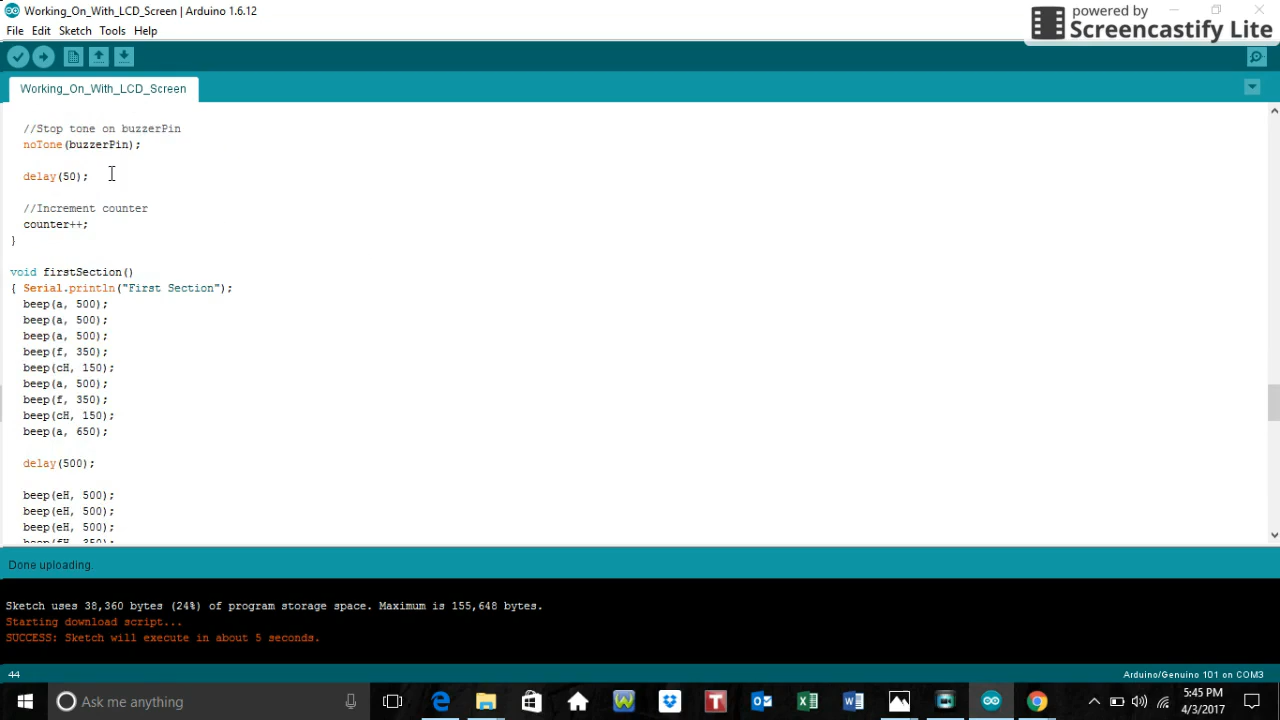 Working_On_With_LCD_Screen | Arduino 1.6.12
powered by
Screencastify Lite
File Edit Sketch Tools Help
Working_On_With_LCD_Screen
//Stop tone on buzzerPin
noTone(buzzerPin);
delay(50);
//Increment counter
counter++;
}
void firstSection()
{ Serial.println("First Section");
beep(a, 500);
beep(a, 500);
beep(a, 500);
beep(f, 350);
beep(cH, 150);
beep(a, 500);
beep(f, 350);
beep(cH, 150);
beep(a, 650);
delay(500);
beep(eH, 500);
beep(eH, 500);
beep(eH, 500);
beep(fH, 350);
Done uploading.
Sketch uses 38,360 bytes (24%) of program storage space. Maximum is 155,648 bytes.
Starting download script...
SUCCESS: Sketch will execute in about 5 seconds.
44
Arduino/Genuino 101 on COM3
Ask me anything
5:45 PM
4/3/2017